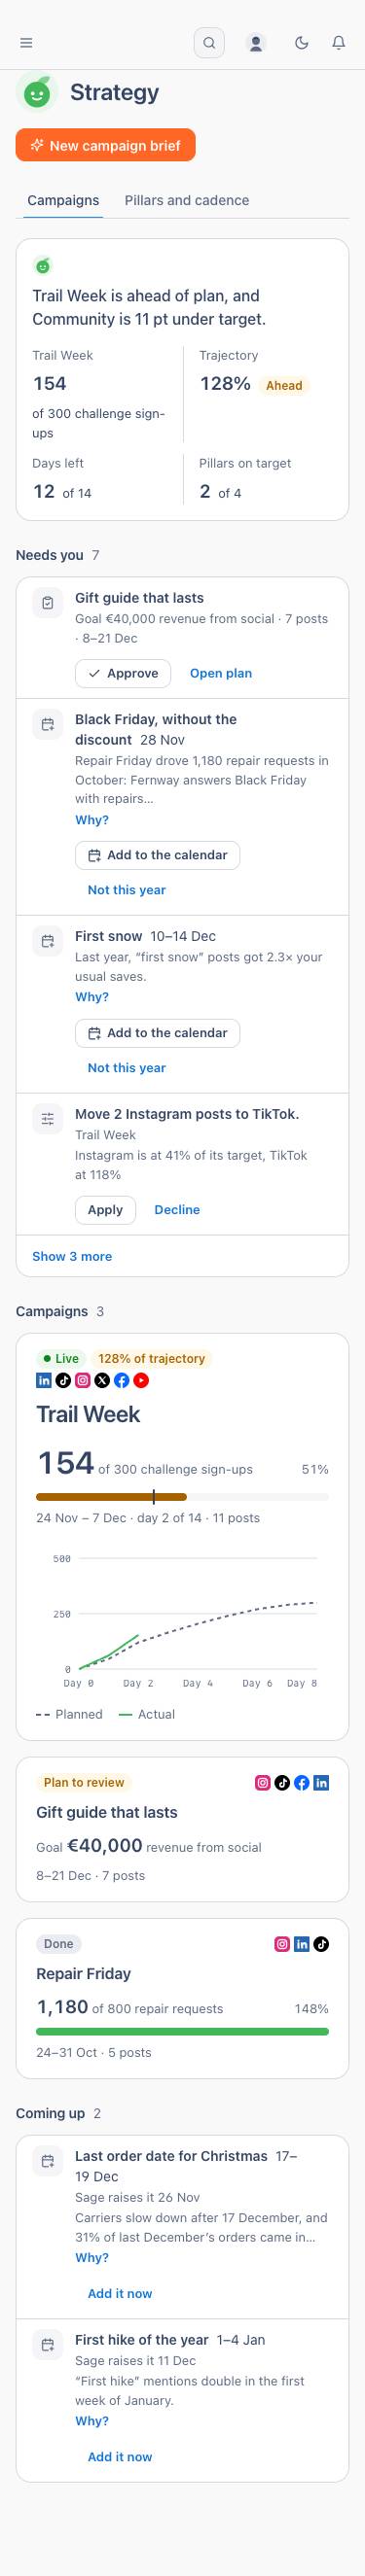 Strategy
New campaign brief
Campaigns
Pillars and cadence
Trail Week is ahead of plan, and
Community is 11 pt under target.
Trail Week
154
of 300 challenge sign-
ups
Trajectory
128% Ahead
Days left
12 of 14
Pillars on target
2 of 4
Needs you 7
Gift guide that lasts
Goal €40,000 revenue from social · 7 posts
· 8–21 Dec
Approve
Open plan
Black Friday, without the
discount 28 Nov
Repair Friday drove 1,180 repair requests in
October: Fernway answers Black Friday
with repairs...
Why?
Add to the calendar
Not this year
First snow 10–14 Dec
Last year, “first snow” posts got 2.3× your
usual saves.
Why?
Add to the calendar
Not this year
Move 2 Instagram posts to TikTok.
Trail Week
Instagram is at 41% of its target, TikTok
at 118%
Apply
Decline
Show 3 more
Campaigns 3
Live
128% of trajectory
Trail Week
154 of 300 challenge sign-ups 51%
24 Nov – 7 Dec · day 2 of 14 · 11 posts
500
250
0
Day 0 Day 2 Day 4 Day 6 Day 8
Planned Actual
Plan to review
Gift guide that lasts
Goal €40,000 revenue from social
8–21 Dec · 7 posts
Done
Repair Friday
1,180 of 800 repair requests 148%
24–31 Oct · 5 posts
Coming up 2
Last order date for Christmas 17–
19 Dec
Sage raises it 26 Nov
Carriers slow down after 17 December, and
31% of last December’s orders came in...
Why?
Add it now
First hike of the year 1–4 Jan
Sage raises it 11 Dec
“First hike” mentions double in the first
week of January.
Why?
Add it now